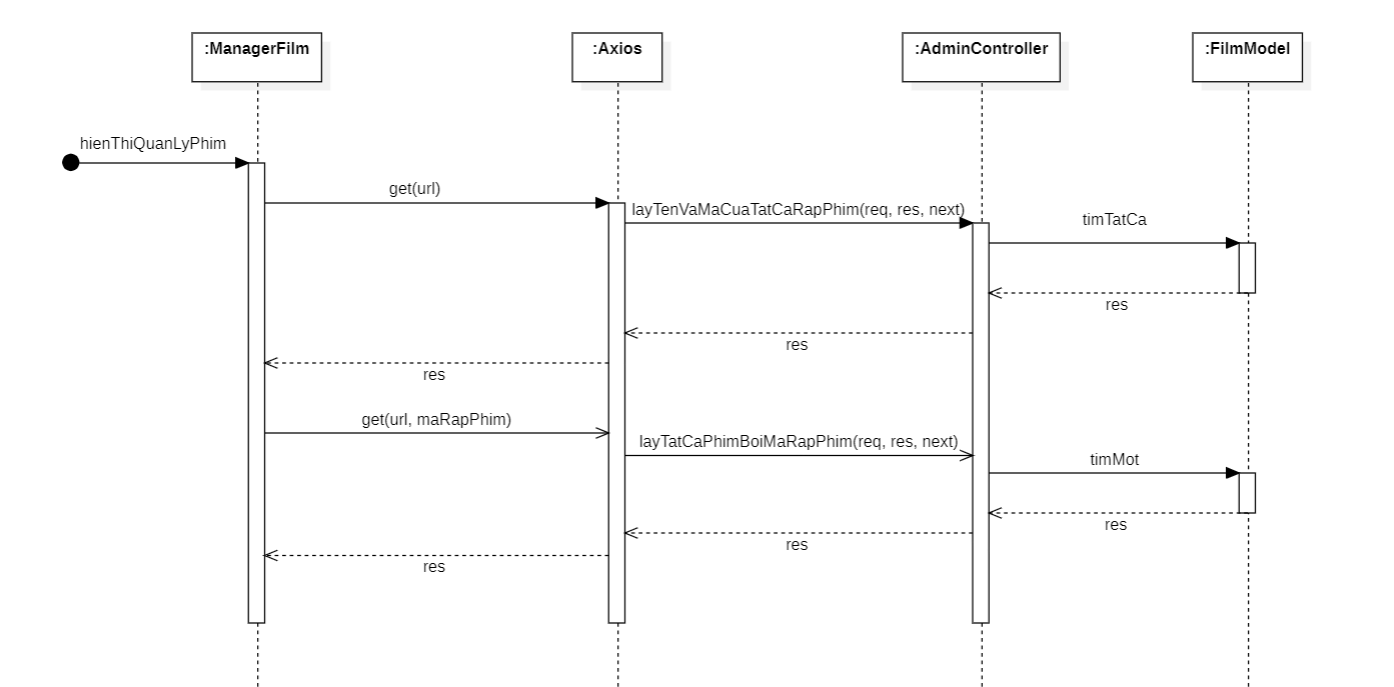 :ManagerFilm
:Axios
:AdminController
:FilmModel
hienThiQuanLyPhim
get(url)
layTenVaMaCuaTatCaRapPhim(req, res, next)
timTatCa
res
res
res
get(url, maRapPhim)
layTatCaPhimBoiMaRapPhim(req, res, next)
timMot
res
res
res